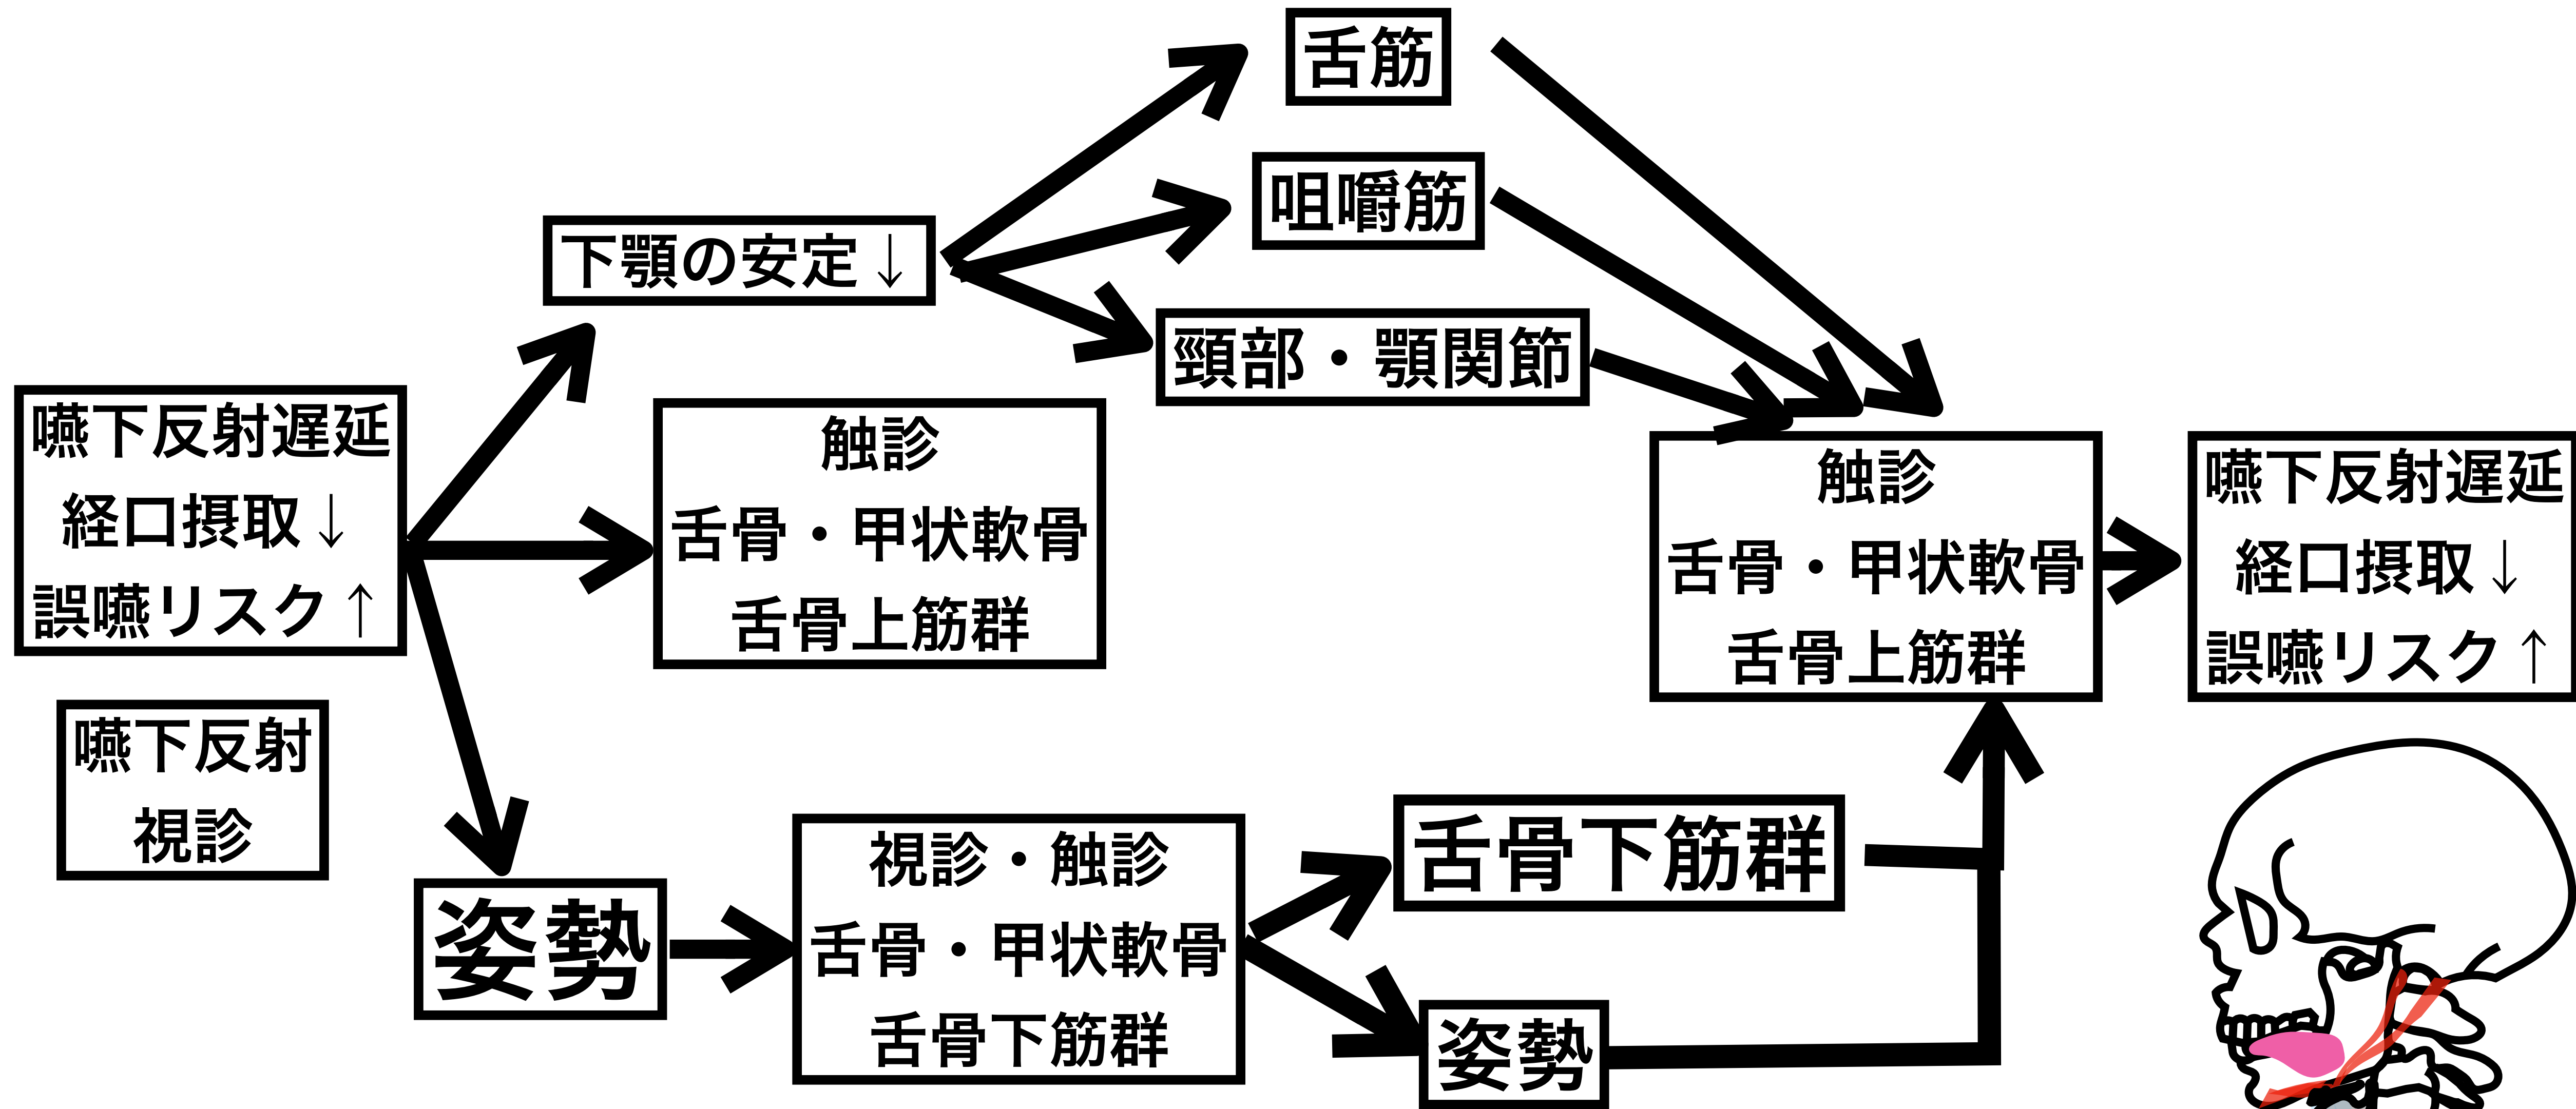 舌筋
咀嚼筋
下顎の安定↓
頸部・顎関節
嚥下反射遅延
経口摂取↓
誤嚥リスク↑
触診
舌骨・甲状軟骨
舌骨上筋群
触診
舌骨・甲状軟骨
舌骨上筋群
嚥下反射遅延
経口摂取↓
誤嚥リスク↑
嚥下反射
視診
姿勢
視診・触診
舌骨・甲状軟骨
舌骨下筋群
舌骨下筋群
姿勢